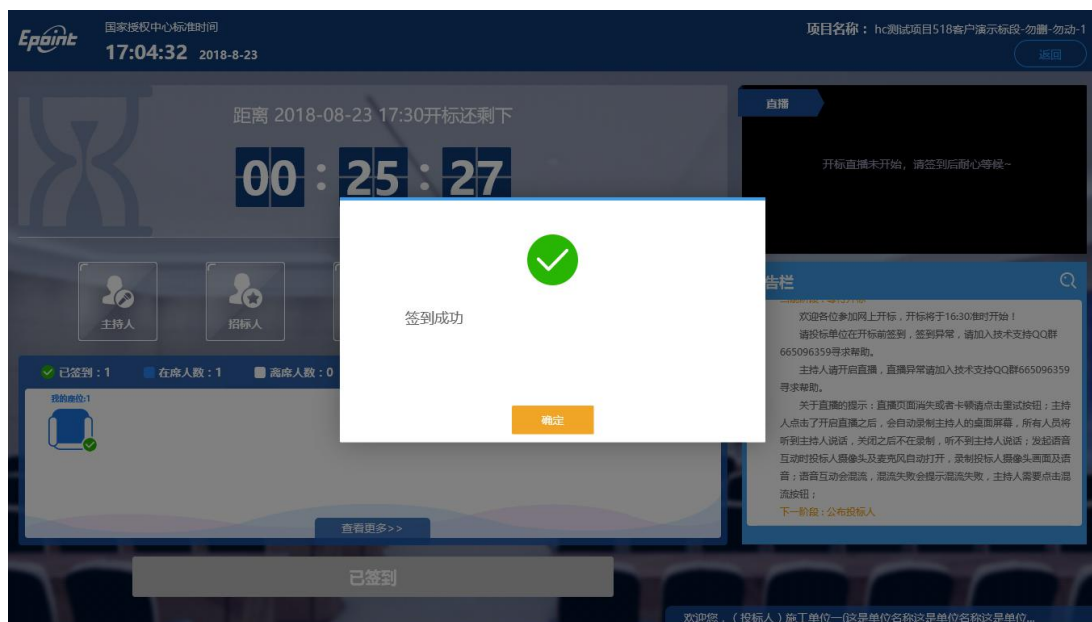 Epoint
国家授权中心标准时间
17:04:32 2018-8-23
项目名称：hc测试项目518客户演示标段-勿删-勿动-1
返回
距离 2018-08-23 17:30开标还剩下
00 : 25 : 27
直播
开标直播未开始，请签到后耐心等候~
主持人
招标人
签到成功
确定
告栏
欢迎各位参加网上开标，开标将于16:30准时开始！
请投标单位在开标前签到，签到异常，请加入技术支持QQ群
665096359寻求帮助。
主持人请开启直播，直播异常请加入技术支持QQ群665096359
寻求帮助。
关于直播的提示：直播页面消失或者卡顿请点击重试按钮；主持
人点击了开启直播之后，会自动录制主持人的桌面屏幕，所有人员将
听到主持人说话，关闭之后不在录制，听不到主持人说话；发起语音
互动时投标人摄像头及麦克风自动打开，录制投标人摄像头画面及语
音；语音互动会混流，混流失败会提示混流失败，主持人需要点击混
流按钮；
下一阶段：公布投标人
已签到：1 在席人数：1 离席人数：0
我的座位:1
查看更多>>
已签到
欢迎您，（投标人）施工单位一(这是单位名称这是单位名称这是单位...